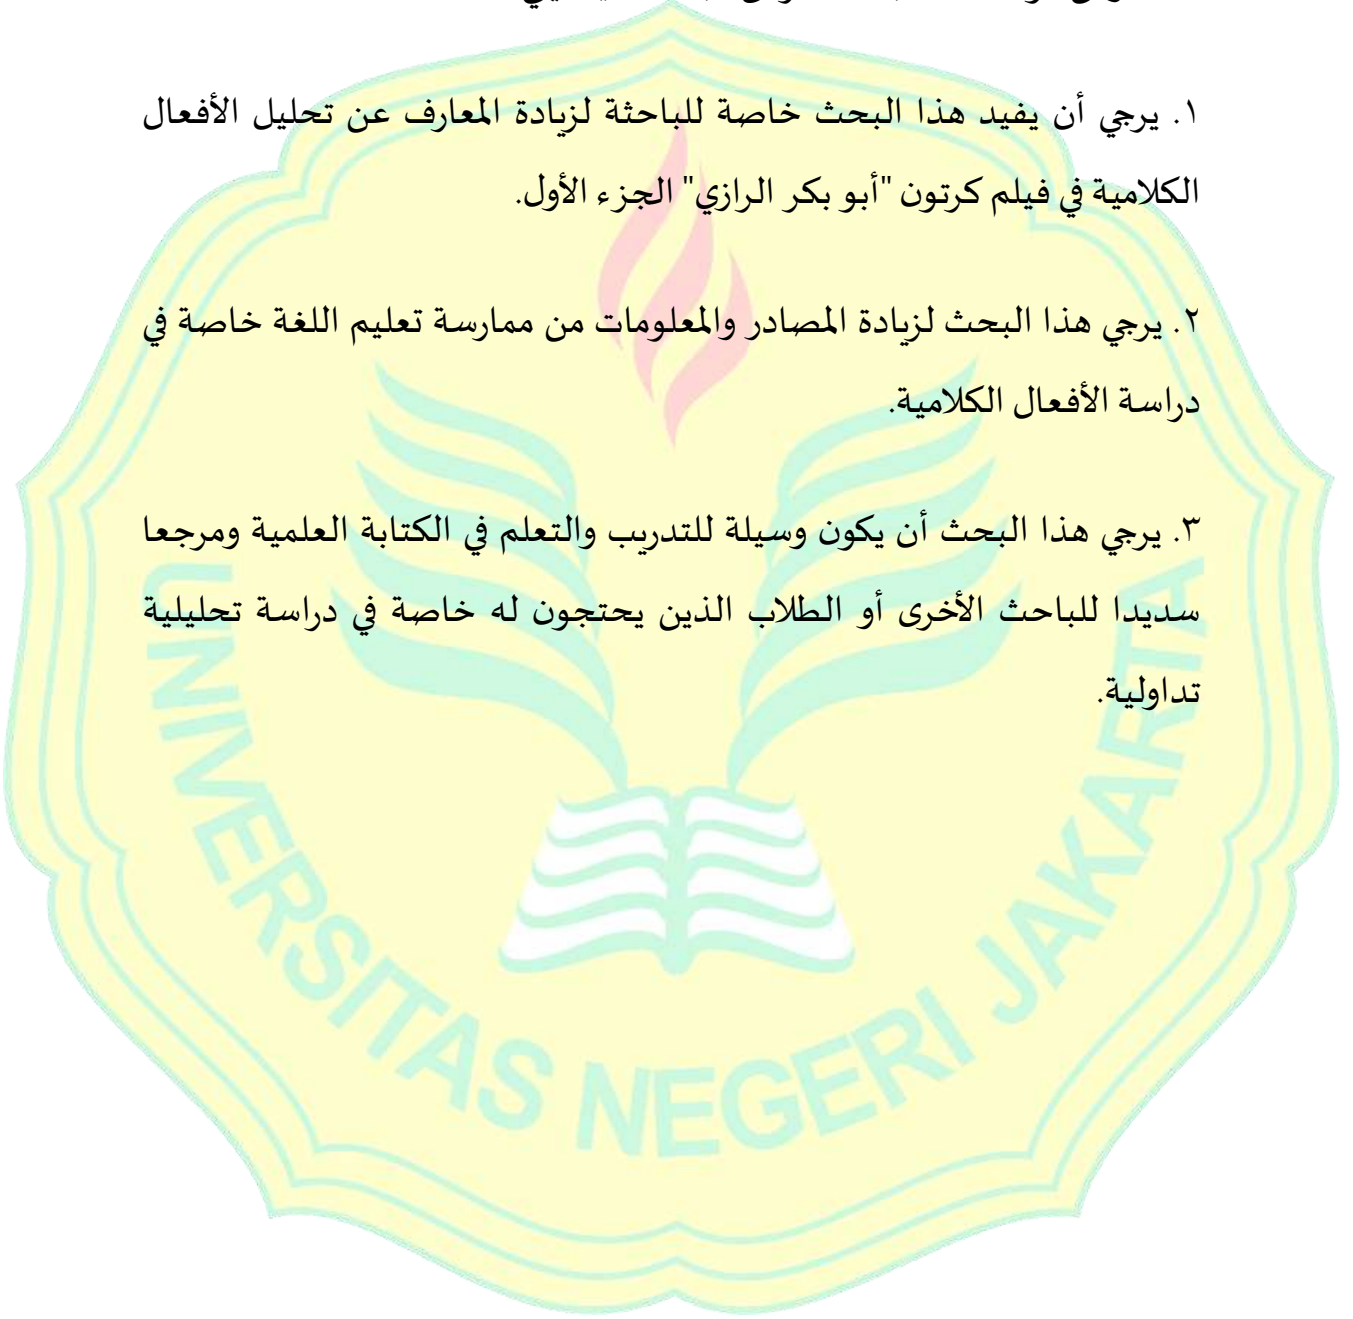 ١. يرجي أن يفيد هذا البحث خاصة للباحثة لزيادة المعارف عن تحليل الأفعال
الكلامية في فيلم كرتون "أبو بكر الرازي" الجزء الأول.
٢. يرجي هذا البحث لزيادة المصادر والمعلومات من ممارسة تعليم اللغة خاصة في
دراسة الأفعال الكلامية.
٣. يرجي هذا البحث أن يكون وسيلة للتدريب والتعلم في الكتابة العلمية ومرجعا
سديدا للباحث الأخرى أو الطلاب الذين يحتجون له خاصة في دراسة تحليلية
تداولية.
UNIVERSITAS NEGERI JAKARTA